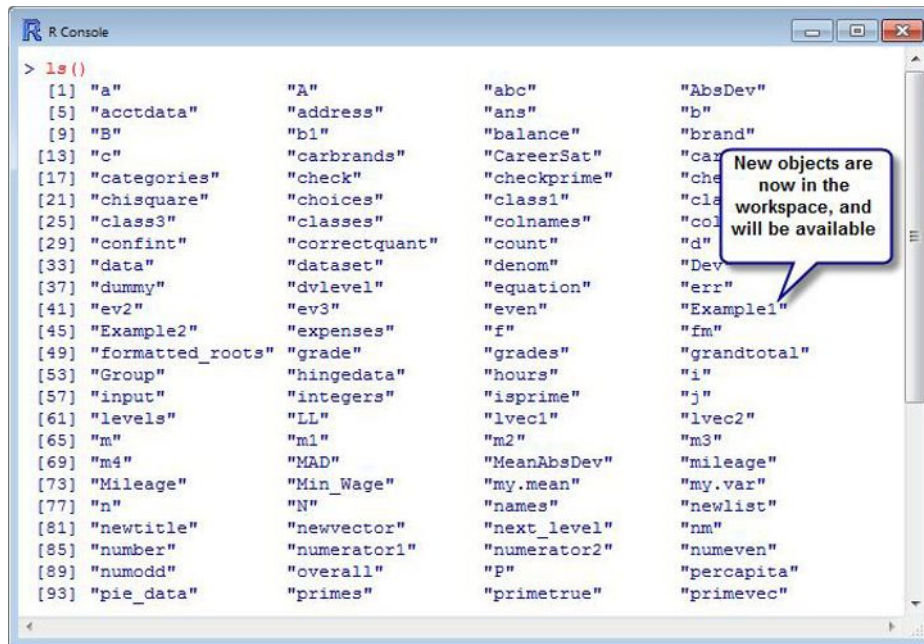 R Console
> ls()
[1] "a" "A" "abc" "AbsDev"
[5] "acctdata" "address" "ans" "b"
[9] "B" "b1" "balance" "brand"
[13] "c" "carbrands" "CareerSat"
[17] "categories" "check" "checkprime"
[21] "chisquare" "choices" "class1"
[25] "class3" "classes" "colnames"
[29] "confint" "correctquant" "count" "d"
[33] "data" "dataset" "denom" "Dev"
[37] "dummy" "dvlevel" "equation" "err"
[41] "ev2" "ev3" "even" "Example1"
[45] "Example2" "expenses" "f" "fm"
[49] "formatted_roots" "grade" "grades" "grandtotal"
[53] "Group" "hingedata" "hours" "i"
[57] "input" "integers" "isprime" "j"
[61] "levels" "LL" "lvec1" "lvec2"
[65] "m" "m1" "m2" "m3"
[69] "m4" "MAD" "MeanAbsDev" "mileage"
[73] "Mileage" "Min_Wage" "my.mean" "my.var"
[77] "n" "N" "names" "newlist"
[81] "newtitle" "newvector" "next_level" "nm"
[85] "number" "numerator1" "numerator2" "numeven"
[89] "numodd" "overall" "P" "percapita"
[93] "pie_data" "primes" "primetrue" "primevec"
New objects are
now in the
workspace, and
will be available